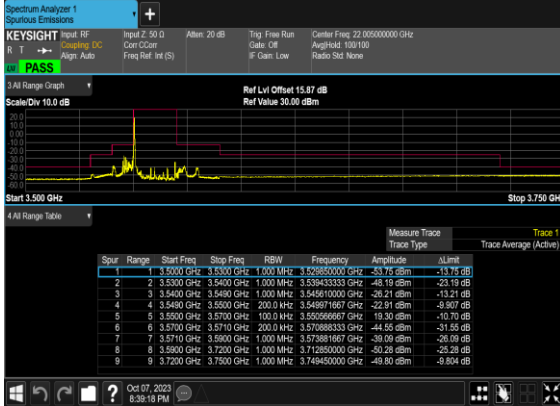 Spectrum Analyzer 1
Spurious Emissions
+
KEYSIGHT Input: RF Input Z: 50 Ω Atten: 20 dB Trig: Free Run Center Freq: 22.005000000 GHz
R T Coupling: DC Corr CCorr Gate: Off Avg|Hold: 100/100
Align: Auto Freq Ref: Int (S) IF Gain: Low Radio Std: None
PASS
3 All Range Graph Ref Lvl Offset 15.87 dB
Scale/Div 10.0 dB Ref Value 30.00 dBm
20.0
10.0
0.00
-10.0
-20.0
-30.0
-40.0
-50.0
-60.0
Start 3.500 GHz Stop 3.750 GH
4 All Range Table
Measure Trace Trace 1
Trace Type Trace Average (Active)
Spur Range Start Freq Stop Freq RBW Frequency Amplitude ΔLimit
1 1 3.5000 GHz 3.5300 GHz 1.000 MHz 3.529850000 GHz -53.75 dBm -13.75 dB
2 2 3.5300 GHz 3.5400 GHz 1.000 MHz 3.539433333 GHz -48.19 dBm -23.19 dB
3 3 3.5400 GHz 3.5490 GHz 1.000 MHz 3.545610000 GHz -26.21 dBm -13.21 dB
4 4 3.5490 GHz 3.5500 GHz 200.0 kHz 3.549971667 GHz -22.91 dBm -9.907 dB
5 5 3.5500 GHz 3.5700 GHz 100.0 kHz 3.550566667 GHz 19.30 dBm -10.70 dB
6 6 3.5700 GHz 3.5710 GHz 200.0 kHz 3.570888333 GHz -44.55 dBm -31.55 dB
7 7 3.5710 GHz 3.5900 GHz 1.000 MHz 3.573881667 GHz -39.09 dBm -26.09 dB
8 8 3.5900 GHz 3.7200 GHz 1.000 MHz 3.712850000 GHz -50.28 dBm -25.28 dB
9 9 3.7200 GHz 3.7500 GHz 1.000 MHz 3.749450000 GHz -49.80 dBm -9.804 dB
? Oct 07, 2023
8:39:18 PM